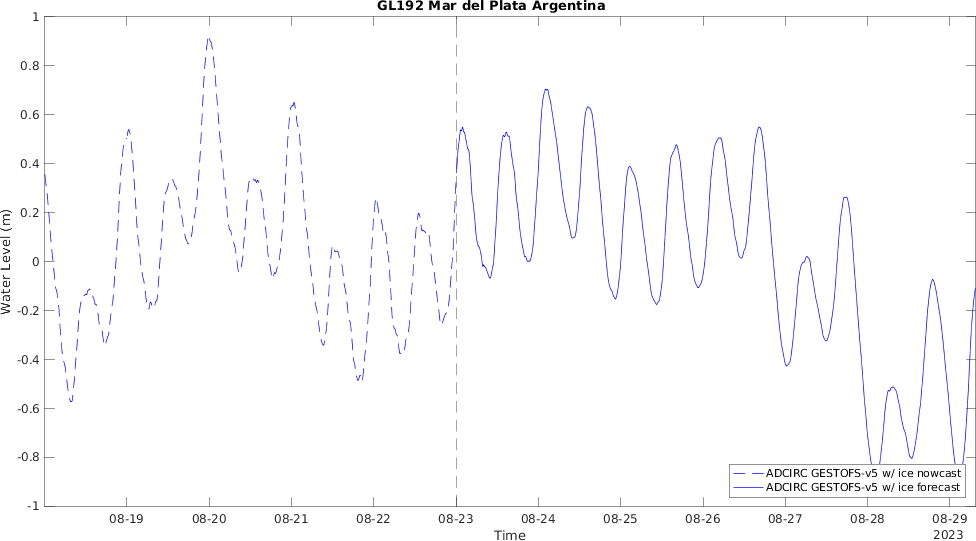 GL192 Mar del Plata Argentina
Water Level (m)
1
0.8
0.6
0.4
0.2
0
-0.2
-0.4
-0.6
-0.8
-1
ADCIRC GESTOFS-v5 w/ ice nowcast
ADCIRC GESTOFS-v5 w/ ice forecast
08-19 08-20 08-21 08-22 08-23 08-24 08-25 08-26 08-27 08-28 08-29
Time
2023